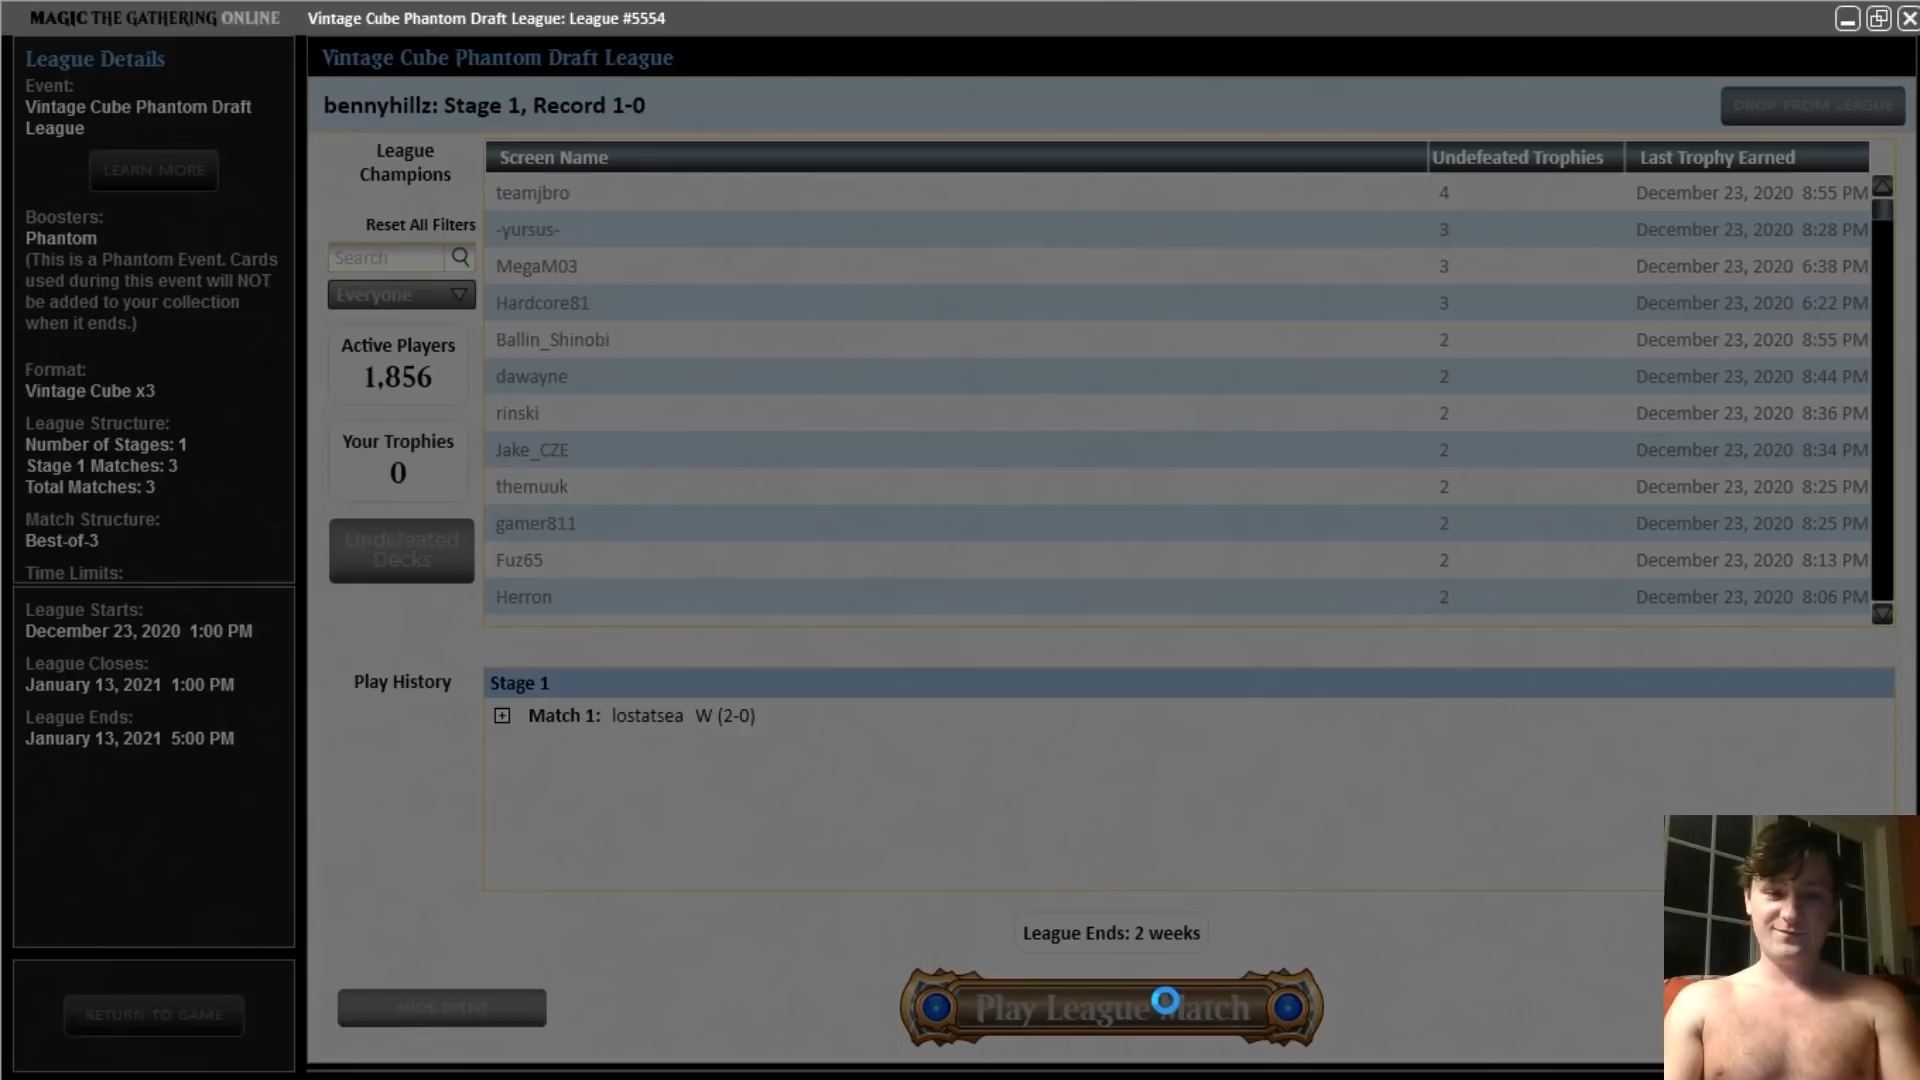 MAGIC THE GATHERING ONLINE
Vintage Cube Phantom Draft League: League #5554
League Details
Event:
Vintage Cube Phantom Draft
League
LEARN MORE
Boosters:
Phantom
(This is a Phantom Event. Cards
used during this event will NOT
be added to your collection
when it ends.)
Format:
Vintage Cube x3
League Structure:
Number of Stages: 1
Stage 1 Matches: 3
Total Matches: 3
Match Structure:
Best-of-3
Time Limits:
League Starts:
December 23, 2020 1:00 PM
League Closes:
January 13, 2021 1:00 PM
League Ends:
January 13, 2021 5:00 PM
RETURN TO GAME
Vintage Cube Phantom Draft League
bennyhillz: Stage 1, Record 1-0
DROP FROM LEAGUE
League
Champions
Reset All Filters
Search
Everyone
Active Players
1,856
Your Trophies
0
Undefeated
Decks
Screen Name Undefeated Trophies Last Trophy Earned
teamjbro 4 December 23, 2020 8:55 PM
-yursus- 3 December 23, 2020 8:28 PM
MegaM03 3 December 23, 2020 6:38 PM
Hardcore81 3 December 23, 2020 6:22 PM
Ballin_Shinobi 2 December 23, 2020 8:55 PM
dawayne 2 December 23, 2020 8:44 PM
rinski 2 December 23, 2020 8:36 PM
Jake_CZE 2 December 23, 2020 8:34 PM
themuuk 2 December 23, 2020 8:25 PM
gamer811 2 December 23, 2020 8:25 PM
Fuz65 2 December 23, 2020 8:13 PM
Herron 2 December 23, 2020 8:06 PM
Play History
Stage 1
Match 1: lostatsea W (2-0)
League Ends: 2 weeks
HIDE EVENT
Play League Match